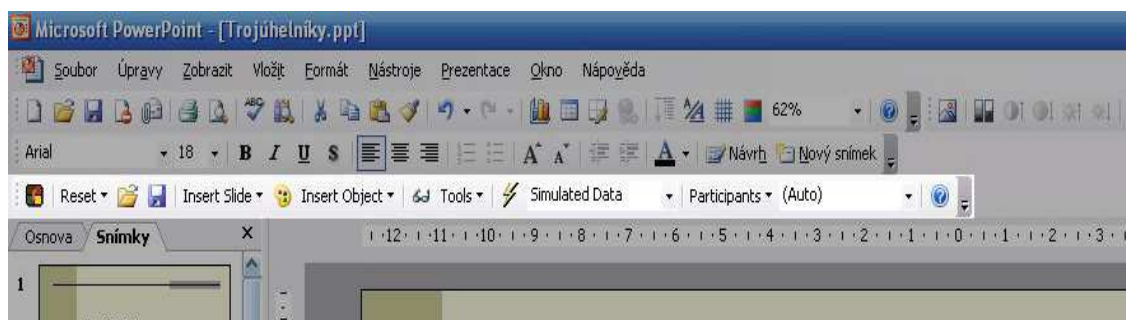 Microsoft PowerPoint - [Trojúhelníky.ppt]
Soubor Úpravy Zobrazit Vložit Formát Nástroje Prezentace Okno Nápověda
ABC 62%
Arial 18 B I U S A A A Návrh Nový snímek
Reset Insert Slide Insert Object Tools Simulated Data Participants (Auto)
Osnova Snímky X 12 11 10 9 8 7 6 5 4 3 2 1 0 1 2 3
1